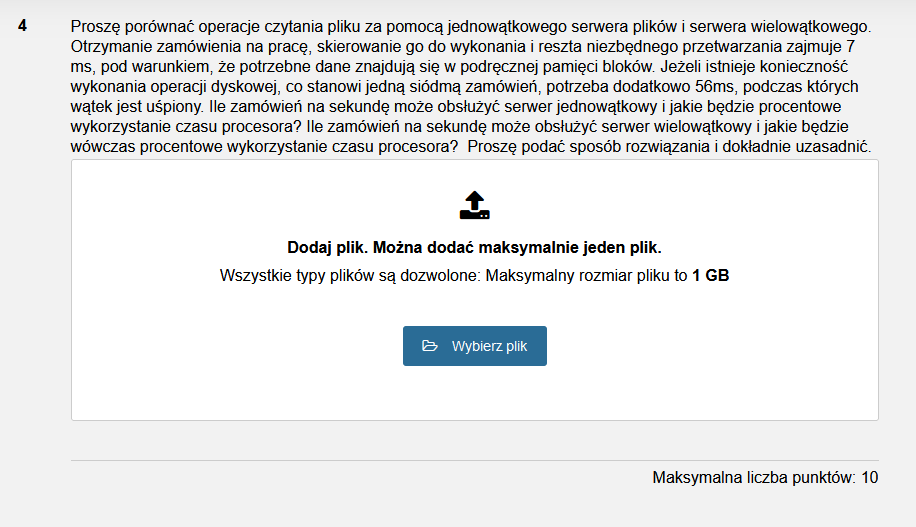 4
Proszę porównać operacje czytania pliku za pomocą jednowątkowego serwera plików i serwera wielowątkowego.
Otrzymanie zamówienia na pracę, skierowanie go do wykonania i reszta niezbędnego przetwarzania zajmuje 7
ms, pod warunkiem, że potrzebne dane znajdują się w podręcznej pamięci bloków. Jeżeli istnieje konieczność
wykonania operacji dyskowej, co stanowi jedną siódmą zamówień, potrzeba dodatkowo 56ms, podczas których
wątek jest uśpiony. Ile zamówień na sekundę może obsłużyć serwer jednowątkowy i jakie będzie procentowe
wykorzystanie czasu procesora? Ile zamówień na sekundę może obsłużyć serwer wielowątkowy i jakie będzie
wówczas procentowe wykorzystanie czasu procesora?  Proszę podać sposób rozwiązania i dokładnie uzasadnić.
Dodaj plik. Można dodać maksymalnie jeden plik.
Wszystkie typy plików są dozwolone: Maksymalny rozmiar pliku to 1 GB
Wybierz plik
Maksymalna liczba punktów: 10